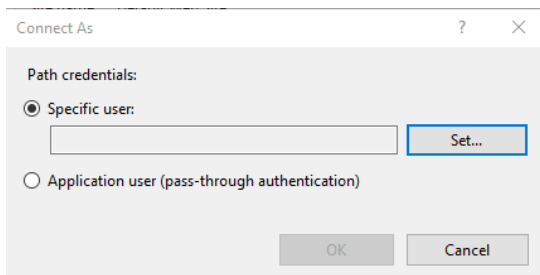 Connect As
?
Path credentials:
Specific user:
Set...
Application user (pass-through authentication)
OK
Cancel